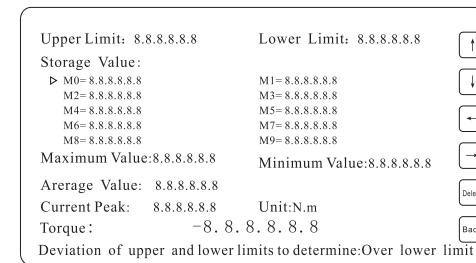 Upper Limit: 8.8.8.8.8.8 Lower Limit: 8.8.8.8.8.8
Storage Value:
▷ M0= 8.8.8.8.8.8 M1= 8.8.8.8.8.8
M2= 8.8.8.8.8.8 M3= 8.8.8.8.8.8
M4= 8.8.8.8.8.8 M5= 8.8.8.8.8.8
M6= 8.8.8.8.8.8 M7= 8.8.8.8.8.8
M8= 8.8.8.8.8.8 M9= 8.8.8.8.8.8
Maximum Value:8.8.8.8.8.8 Minimum Value:8.8.8.8.8.8
Arerage Value: 8.8.8.8.8.8
Current Peak: 8.8.8.8.8.8 Unit:N.m
Torque: -8.8.8.8.8.8
Deviation of upper and lower limits to determine:Over lower limit
↑
↓
←
→